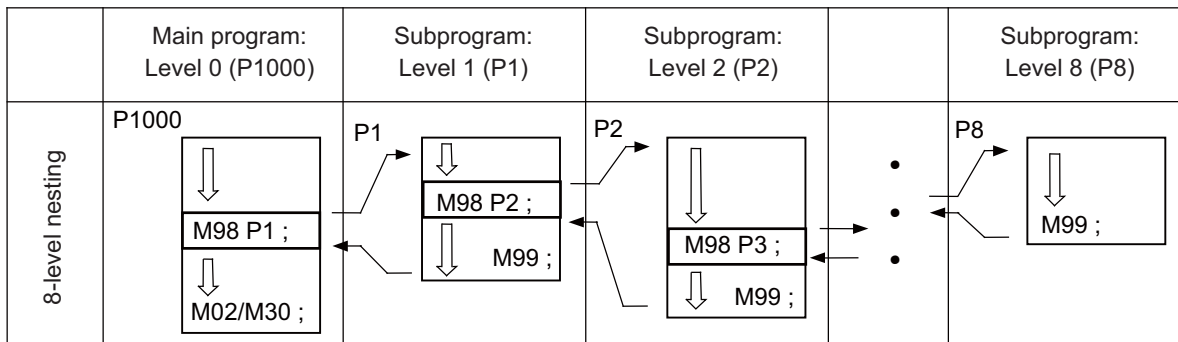 Main program:
Level 0 (P1000)
Subprogram:
Level 1 (P1)
Subprogram:
Level 2 (P2)
Subprogram:
Level 8 (P8)
8-level nesting
P1000
M98 P1 ;
M02/M30 ;
P1
M98 P2 ;
M99 ;
P2
M98 P3 ;
M99 ;
P8
M99 ;